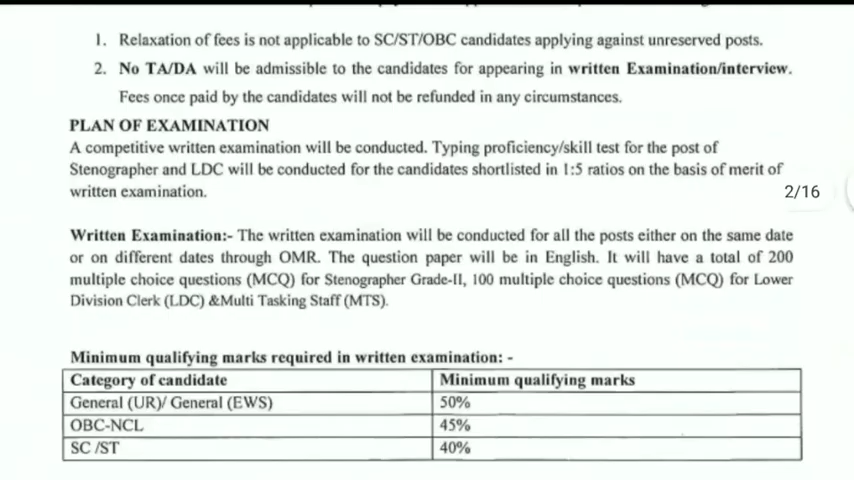 1. Relaxation of fees is not applicable to SC/ST/OBC candidates applying against unreserved posts.
2. No TA/DA will be admissible to the candidates for appearing in written Examination/interview.
Fees once paid by the candidates will not be refunded in any circumstances.
PLAN OF EXAMINATION
A competitive written examination will be conducted. Typing proficiency/skill test for the post of
Stenographer and LDC will be conducted for the candidates shortlisted in 1:5 ratios on the basis of merit of
written examination.
2/16
Written Examination:- The written examination will be conducted for all the posts either on the same date
or on different dates through OMR. The question paper will be in English. It will have a total of 200
multiple choice questions (MCQ) for Stenographer Grade-II, 100 multiple choice questions (MCQ) for Lower
Division Clerk (LDC) &Multi Tasking Staff (MTS).
Minimum qualifying marks required in written examination: -
Category of candidate Minimum qualifying marks
General (UR)/ General (EWS) 50%
OBC-NCL 45%
SC /ST 40%